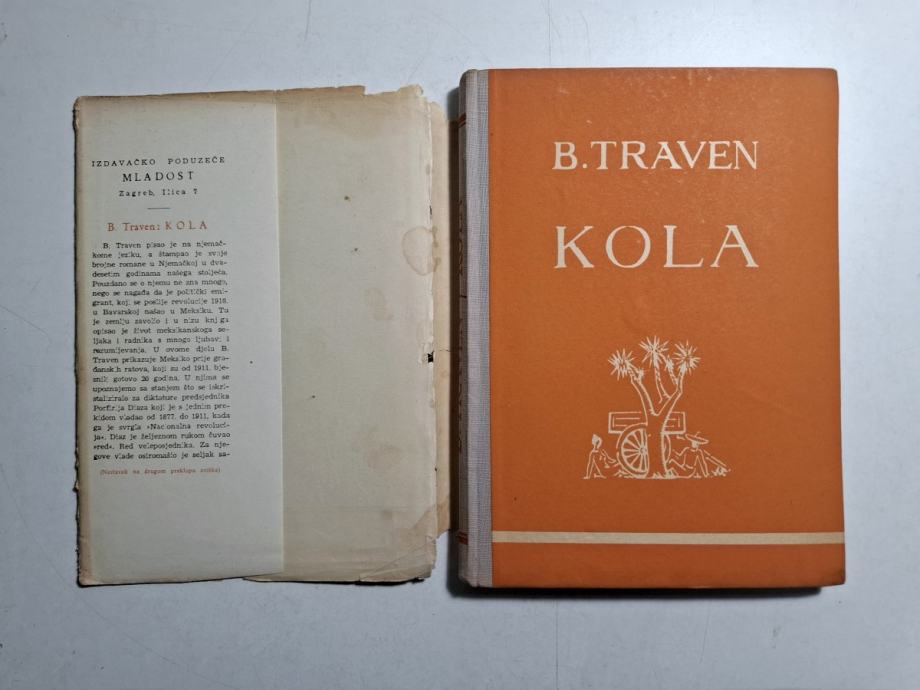 IZDAVAČKO PODUZEĆE
MLADOST
Zagreb, Ilica 7
B. Traven: KOLA
B. Traven pisao je na njemač-
kome jeziku, a štampao je svoje
brojne romane u Njemačkoj u dva-
desetim godinama našega stoljeća.
Pouzdano se o njemu ne zna mnogo,
nego se nagađa da je politički emi-
grant, koji se poslije revolucije 1918.
u Bavarskoj našao u Meksiku. Tu
je zemlju zavolio i u nizu knjiga
opisao je život meksikanskoga se-
ljaka i radnika s mnogo ljubavi i
razumijevanja. U ovome djelu B.
Traven prikazuje Meksiko prije gra-
đanskih ratova, koji su od 1911. bje-
snili gotovo 20 godina. U njima se
upoznajemo sa stanjem što se iskri-
staliziralo za diktature predsjednika
Porfirija Diaza koji je s jednim pre-
kidom vladao od 1877. do 1911, kada
ga je svrgla »Nacionalna revoluci-
ja«. Diaz je željeznom rukom čuvao
»red«. Red veleposjednika. Za nje-
gove vlade osiromašio je seljak sa-
(Nastavak na drugom preklopu ovitka)
B. TRAVEN
KOLA